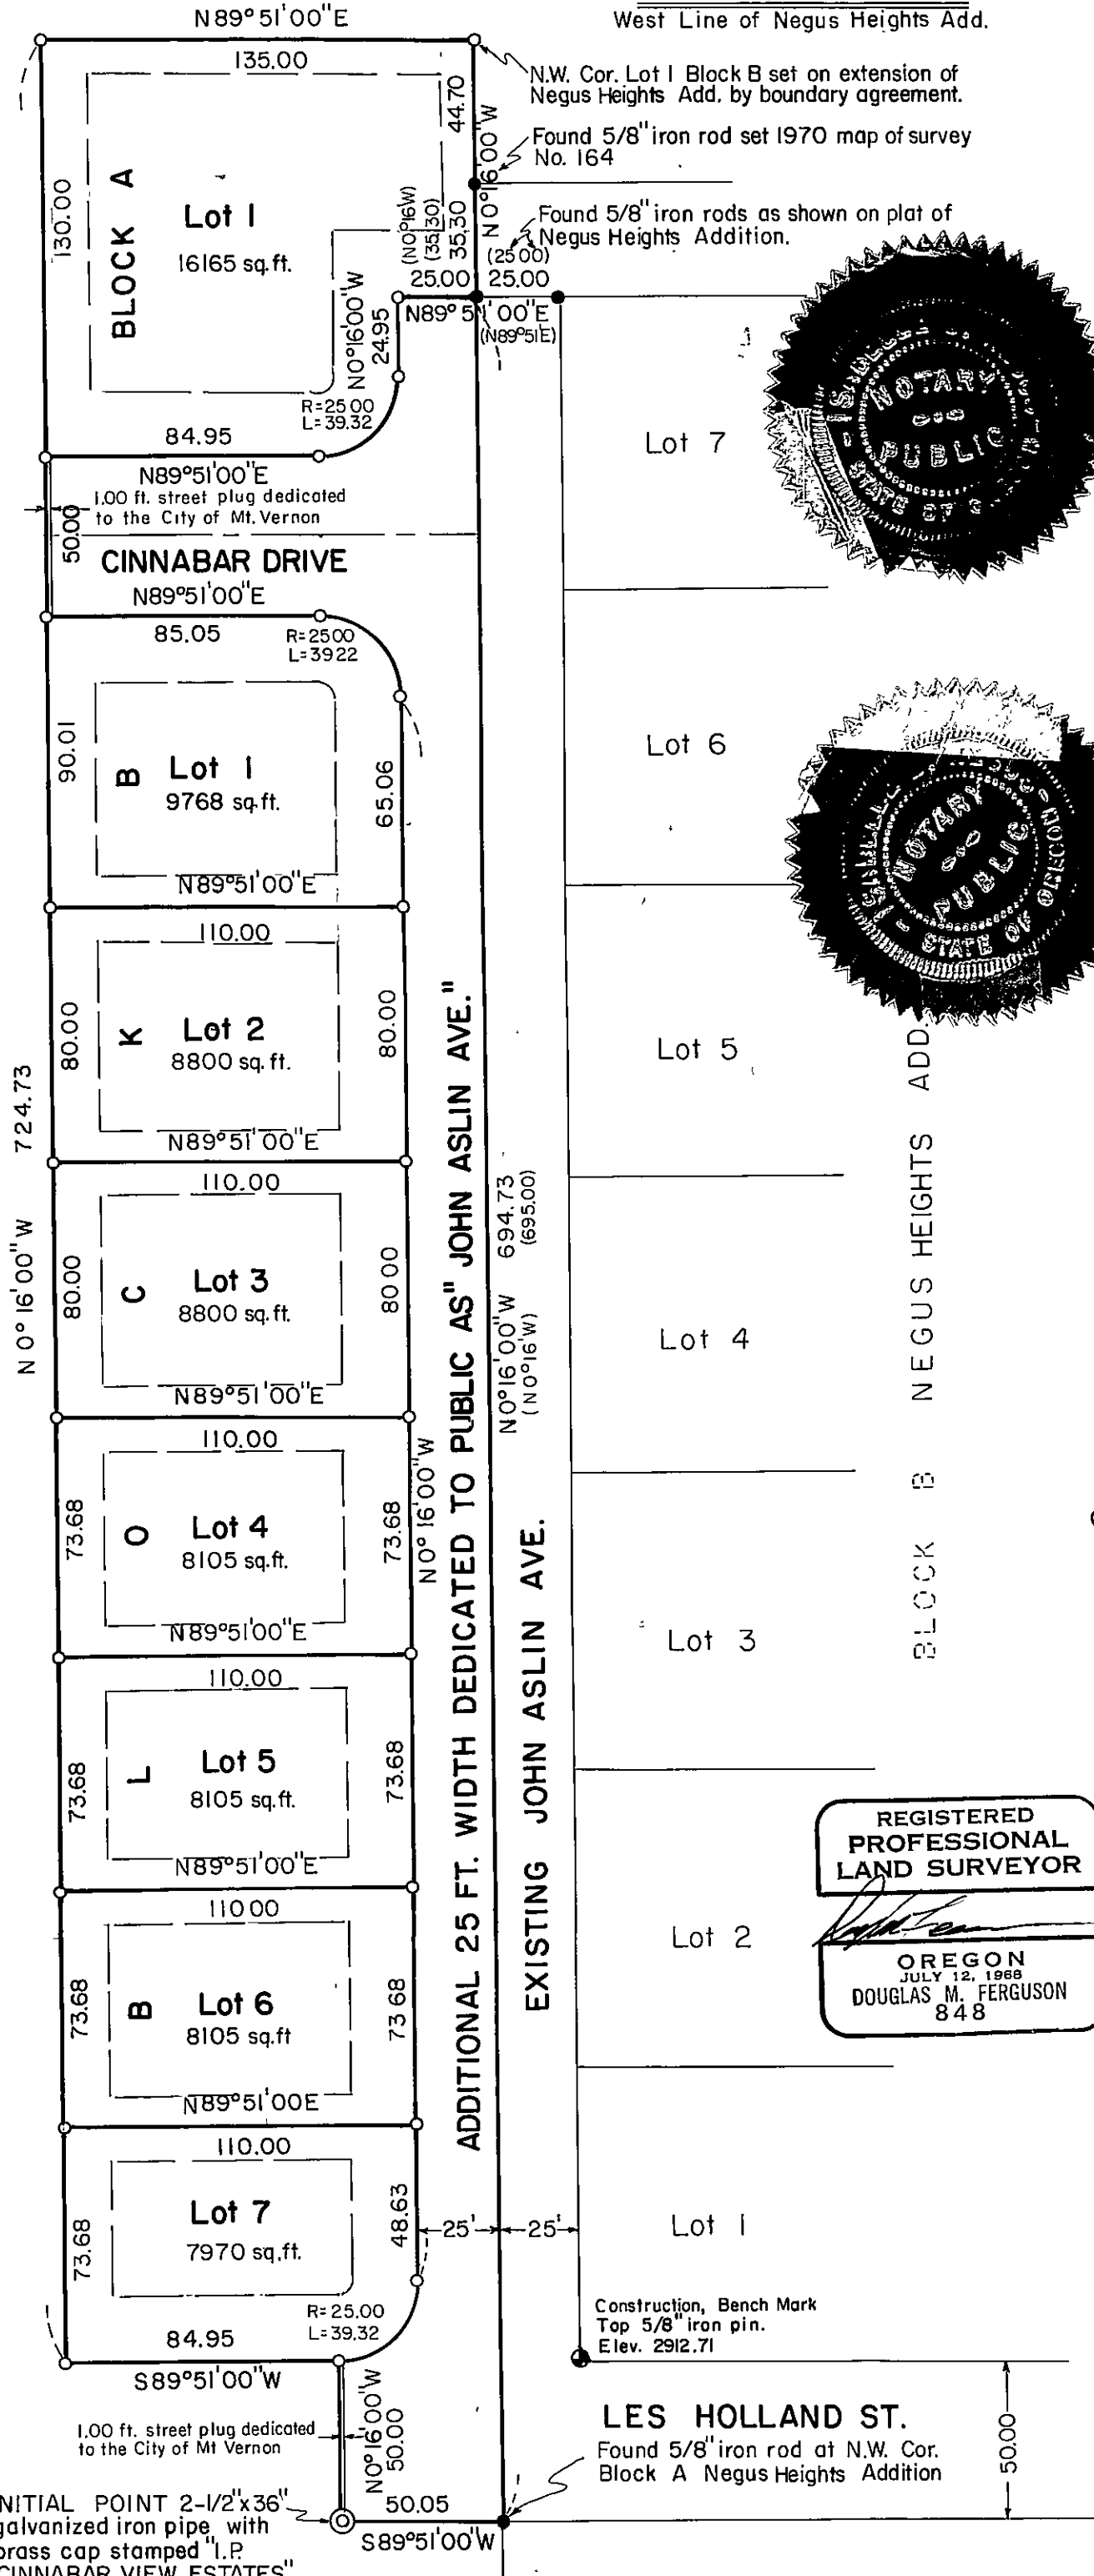 N89°51'00"E
West Line of Negus Heights Add.
135.00
N.W. Cor. Lot 1 Block B set on extension of
Negus Heights Add. by boundary agreement.
44.70
N0°16'00"W
Found 5/8" iron rod set 1970 map of survey
No. 164
130.00
BLOCK A
Lot 1
16165 sq.ft.
(N0°16'W)
(35.30)
35.30
Found 5/8" iron rods as shown on plat of
Negus Heights Addition.
(25.00)
25.00 25.00
N89°51'00"E
(N89°51'E)
N0°16'00"W
24.95
R=25.00
L=39.32
84.95
N89°51'00"E
1.00 ft. street plug dedicated
to the City of Mt. Vernon
50.00
CINNABAR DRIVE
N89°51'00"E
85.05
R=25.00
L=39.22
Lot 7
NOTARY
PUBLIC
STATE OF
90.01
B
Lot 1
9768 sq.ft.
65.06
N89°51'00"E
Lot 6
NOTARY
PUBLIC
STATE OF OREGON
110.00
80.00
K
Lot 2
8800 sq.ft.
80.00
N89°51'00"E
Lot 5
724.73
N0°16'00"W
110.00
80.00
C
Lot 3
8800 sq.ft.
80.00
N89°51'00"E
694.73
(695.00)
N0°16'00"W
(N0°16'W)
Lot 4
BLOCK B NEGUS HEIGHTS ADD.
ADDITIONAL 25 FT. WIDTH DEDICATED TO PUBLIC AS "JOHN ASLIN AVE."
EXISTING JOHN ASLIN AVE.
110.00
73.68
O
Lot 4
8105 sq.ft.
73.68
N0°16'00"W
N89°51'00"E
Lot 3
110.00
73.68
L
Lot 5
8105 sq.ft.
73.68
N89°51'00"E
REGISTERED
PROFESSIONAL
LAND SURVEYOR
OREGON
JULY 12, 1968
DOUGLAS M. FERGUSON
848
Lot 2
110.00
73.68
B
Lot 6
8105 sq.ft
73.68
N89°51'00E
110.00
73.68
Lot 7
7970 sq.ft.
48.63
25' 25'
Lot 1
R=25.00
L=39.32
84.95
S89°51'00"W
Construction, Bench Mark
Top 5/8" iron pin.
Elev. 2912.71
1.00 ft. street plug dedicated
to the City of Mt Vernon
N0°16'00"W
50.00
LES HOLLAND ST.
Found 5/8" iron rod at N.W. Cor.
Block A Negus Heights Addition
50.00
NITIAL POINT 2-1/2"x36"
galvanized iron pipe with
brass cap stamped "I.P.
CINNABAR VIEW ESTATES"
50.05
S89°51'00"W